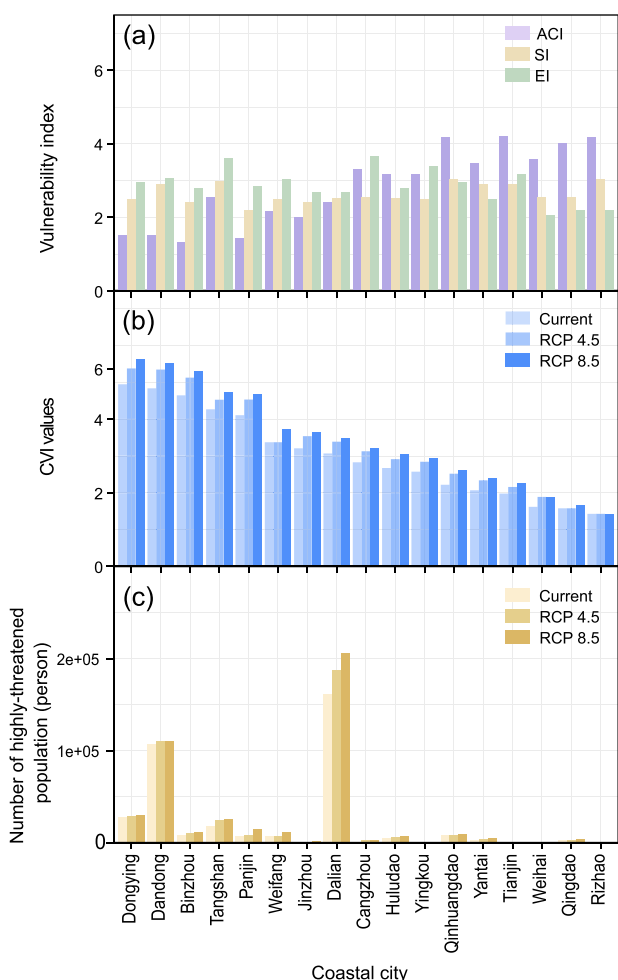 (a)
ACI
SI
EI
6
4
2
0
Vulnerability index
(b)
Current
RCP 4.5
RCP 8.5
6
4
2
0
CVI values
(c)
Current
RCP 4.5
RCP 8.5
2e+05
1e+05
0
Number of highly-threatened
population (person)
Dongying
Dandong
Binzhou
Tangshan
Panjin
Weifang
Jinzhou
Dalian
Cangzhou
Huludao
Yingkou
Qinhuangdao
Yantai
Tianjin
Weihai
Qingdao
Rizhao
Coastal city